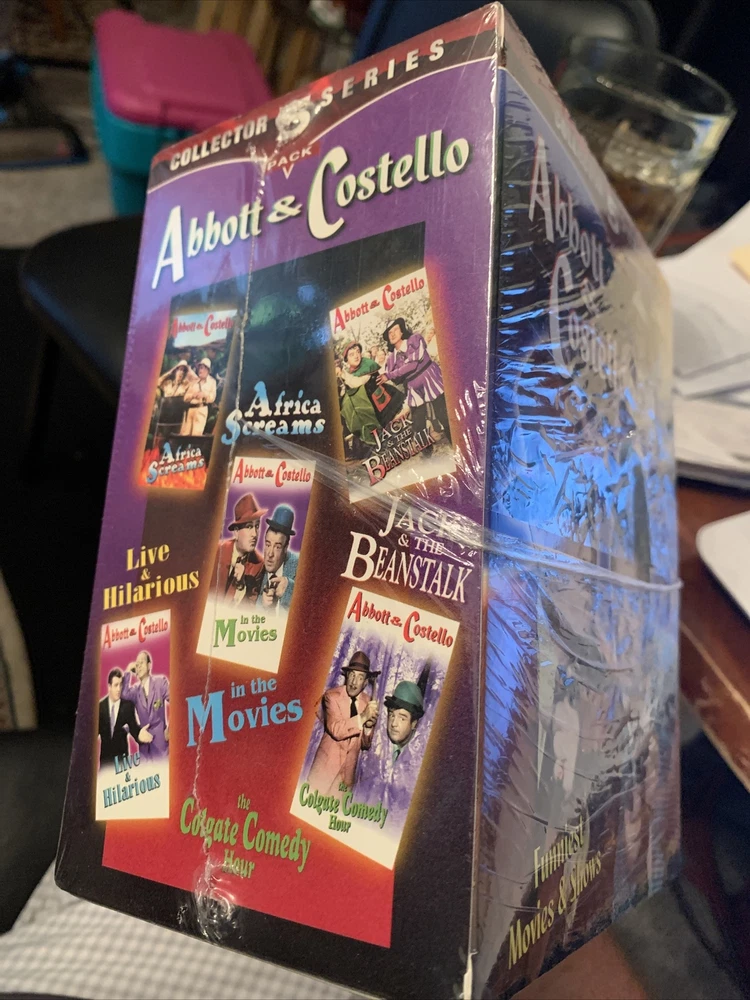 COLLECTOR 5 SERIES
PACK
Abbott & Costello
Abbott & Costello
Africa
Screams
Africa
Screams
Abbott & Costello
JACK
& THE
BEANSTALK
JACK
& THE
BEANSTALK
Abbott & Costello
in the
Movies
in the
Movies
Live
&
Hilarious
Abbott & Costello
Live
&
Hilarious
Abbott & Costello
the
Colgate Comedy
Hour
the
Colgate Comedy
Hour
Abbott
Costello
Funniest
Movies & Shows